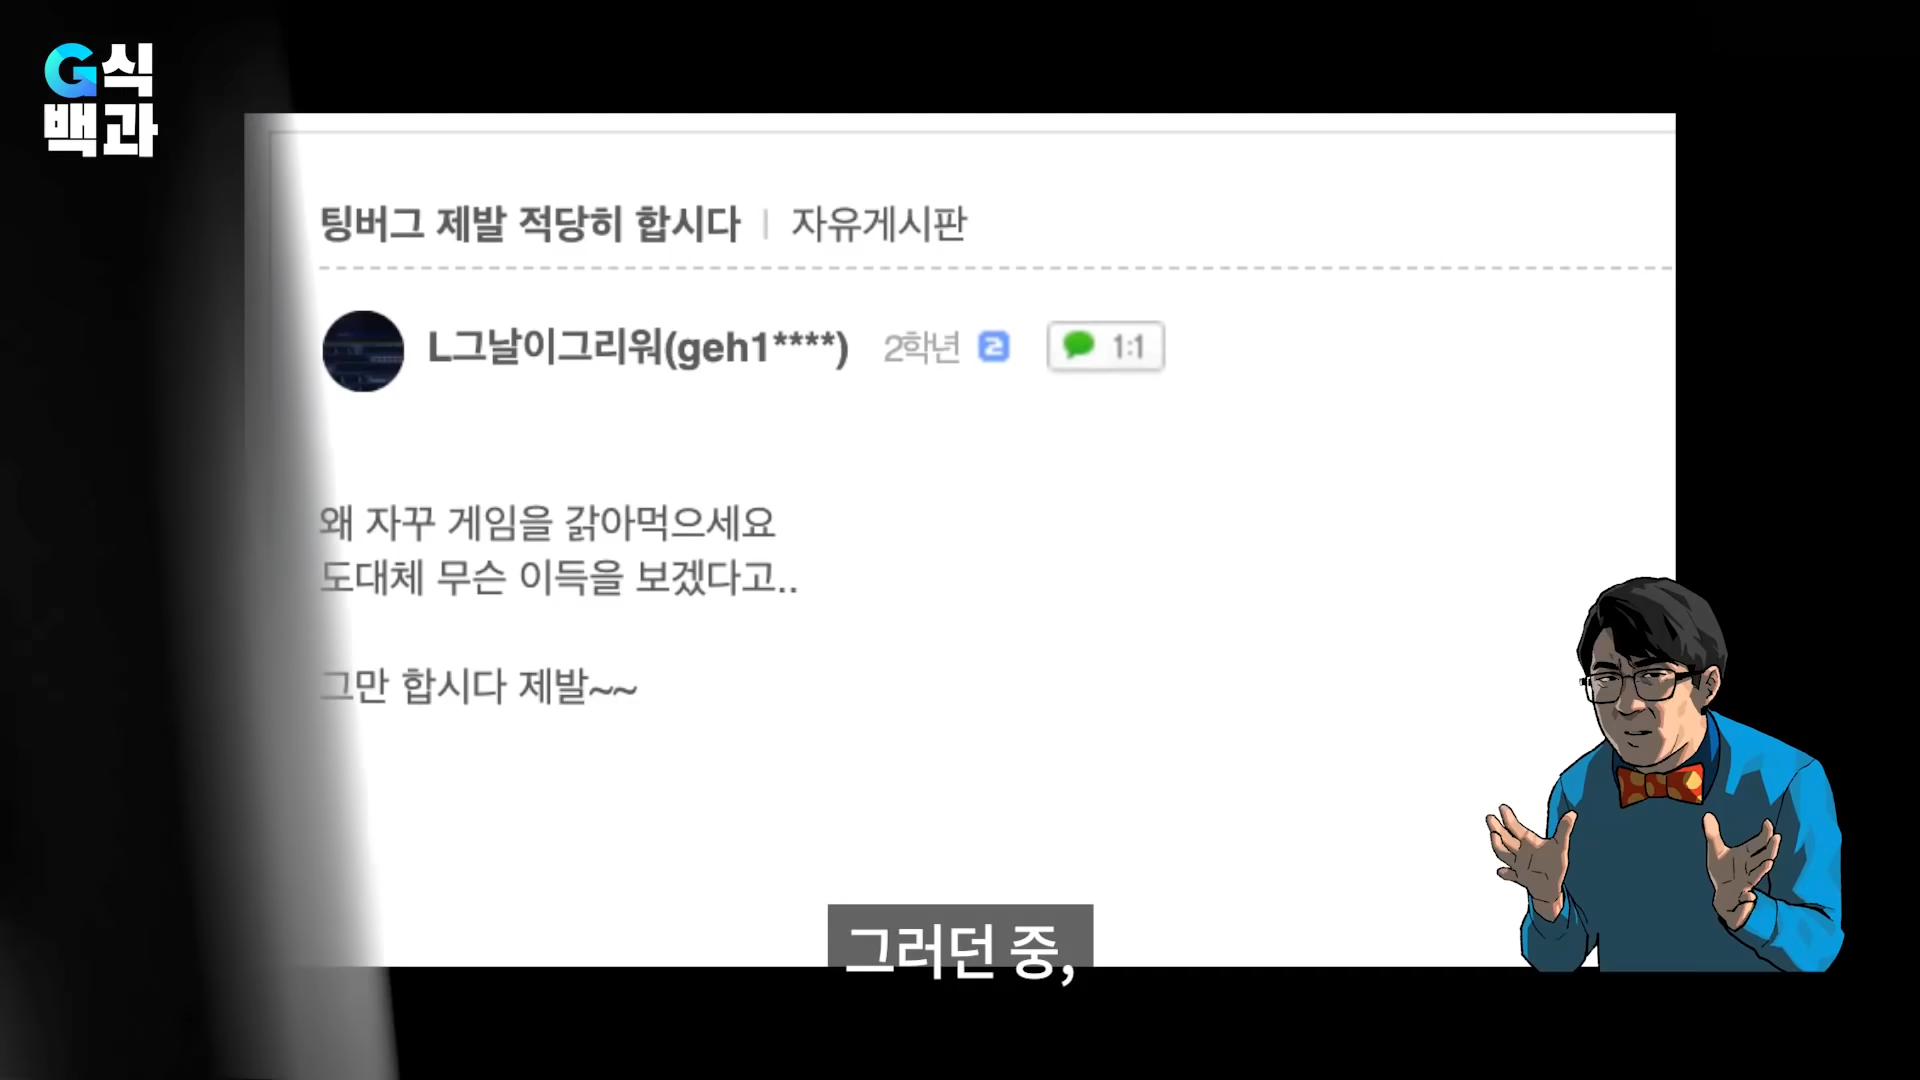 G식
백과
팅버그 제발 적당히 합시다 | 자유게시판
L그날이그리워(geh1****) 2학년 2 1:1
왜 자꾸 게임을 갉아먹으세요
도대체 무슨 이득을 보겠다고..
그만 합시다 제발~~
그러던 중,